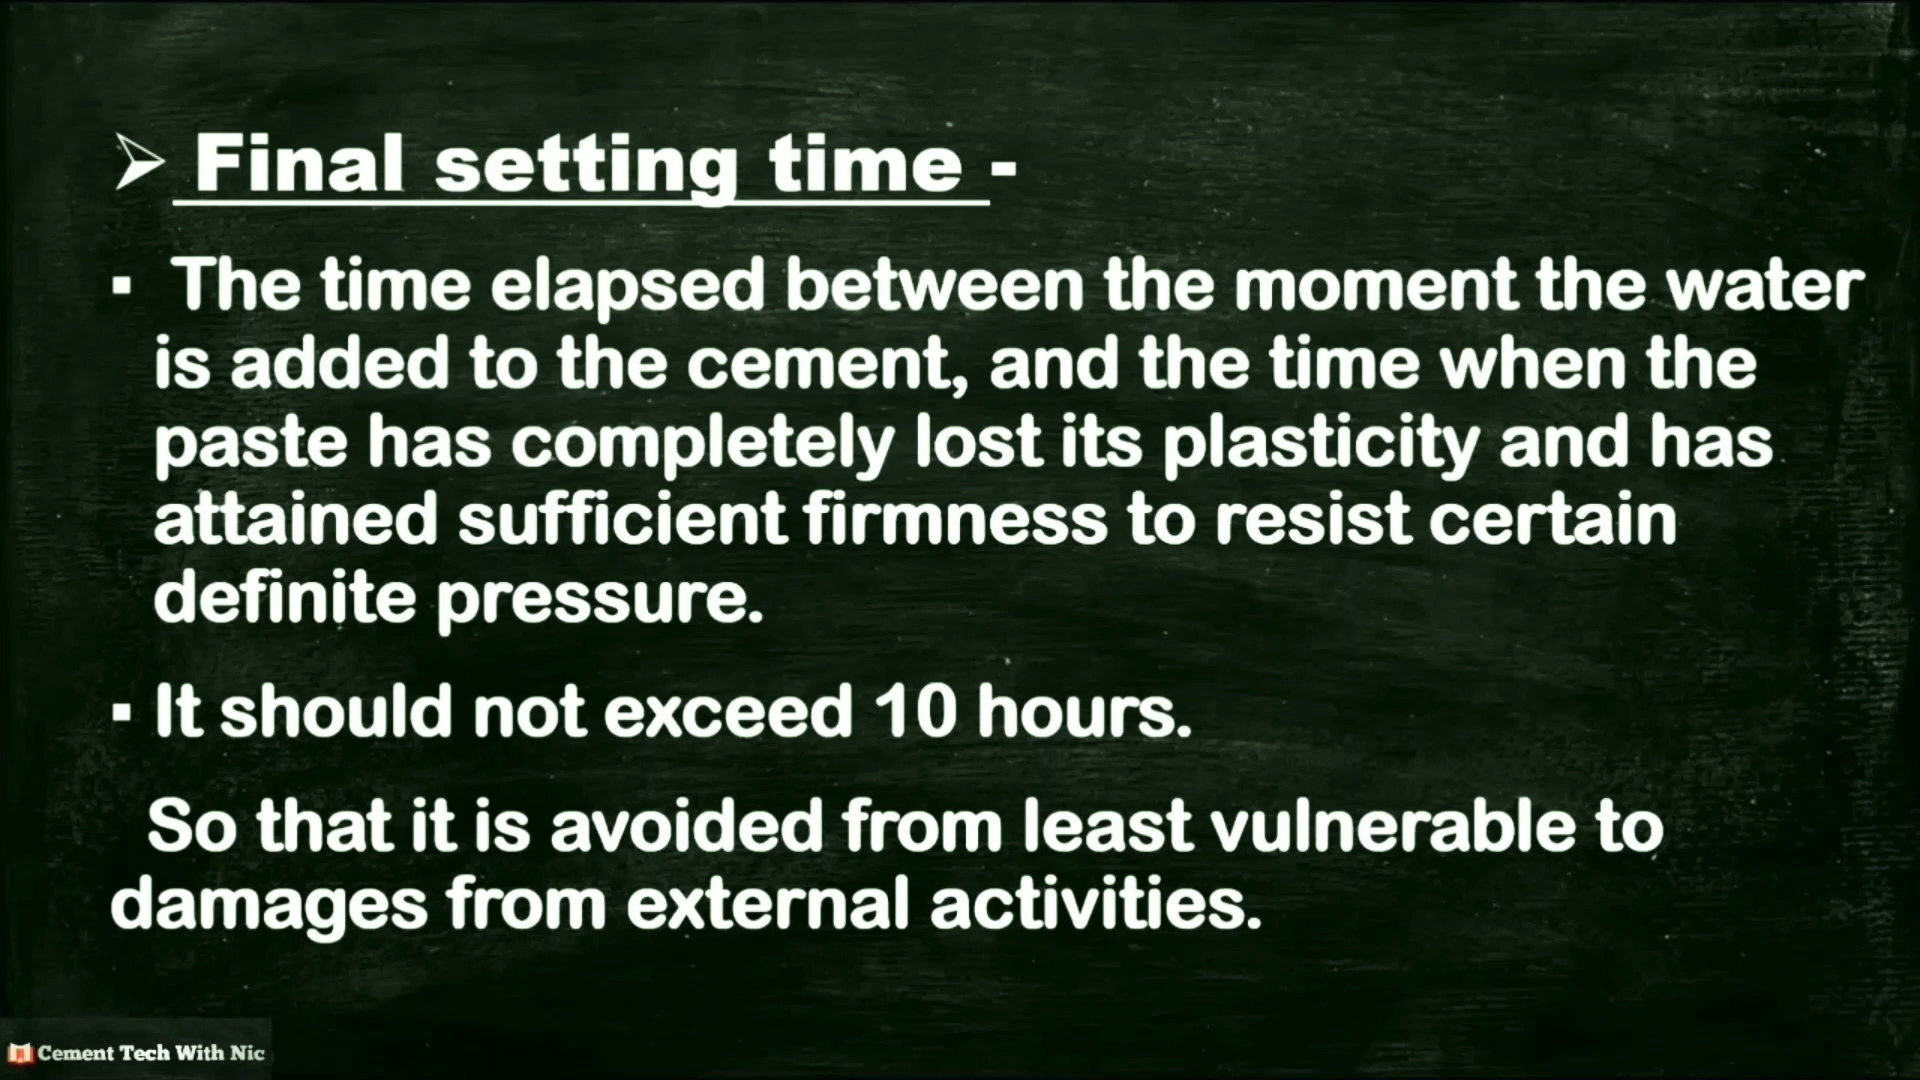 ➢ Final setting time -
▪ The time elapsed between the moment the water
is added to the cement, and the time when the
paste has completely lost its plasticity and has
attained sufficient firmness to resist certain
definite pressure.
▪ It should not exceed 10 hours.
So that it is avoided from least vulnerable to
damages from external activities.
Cement Tech With Nic